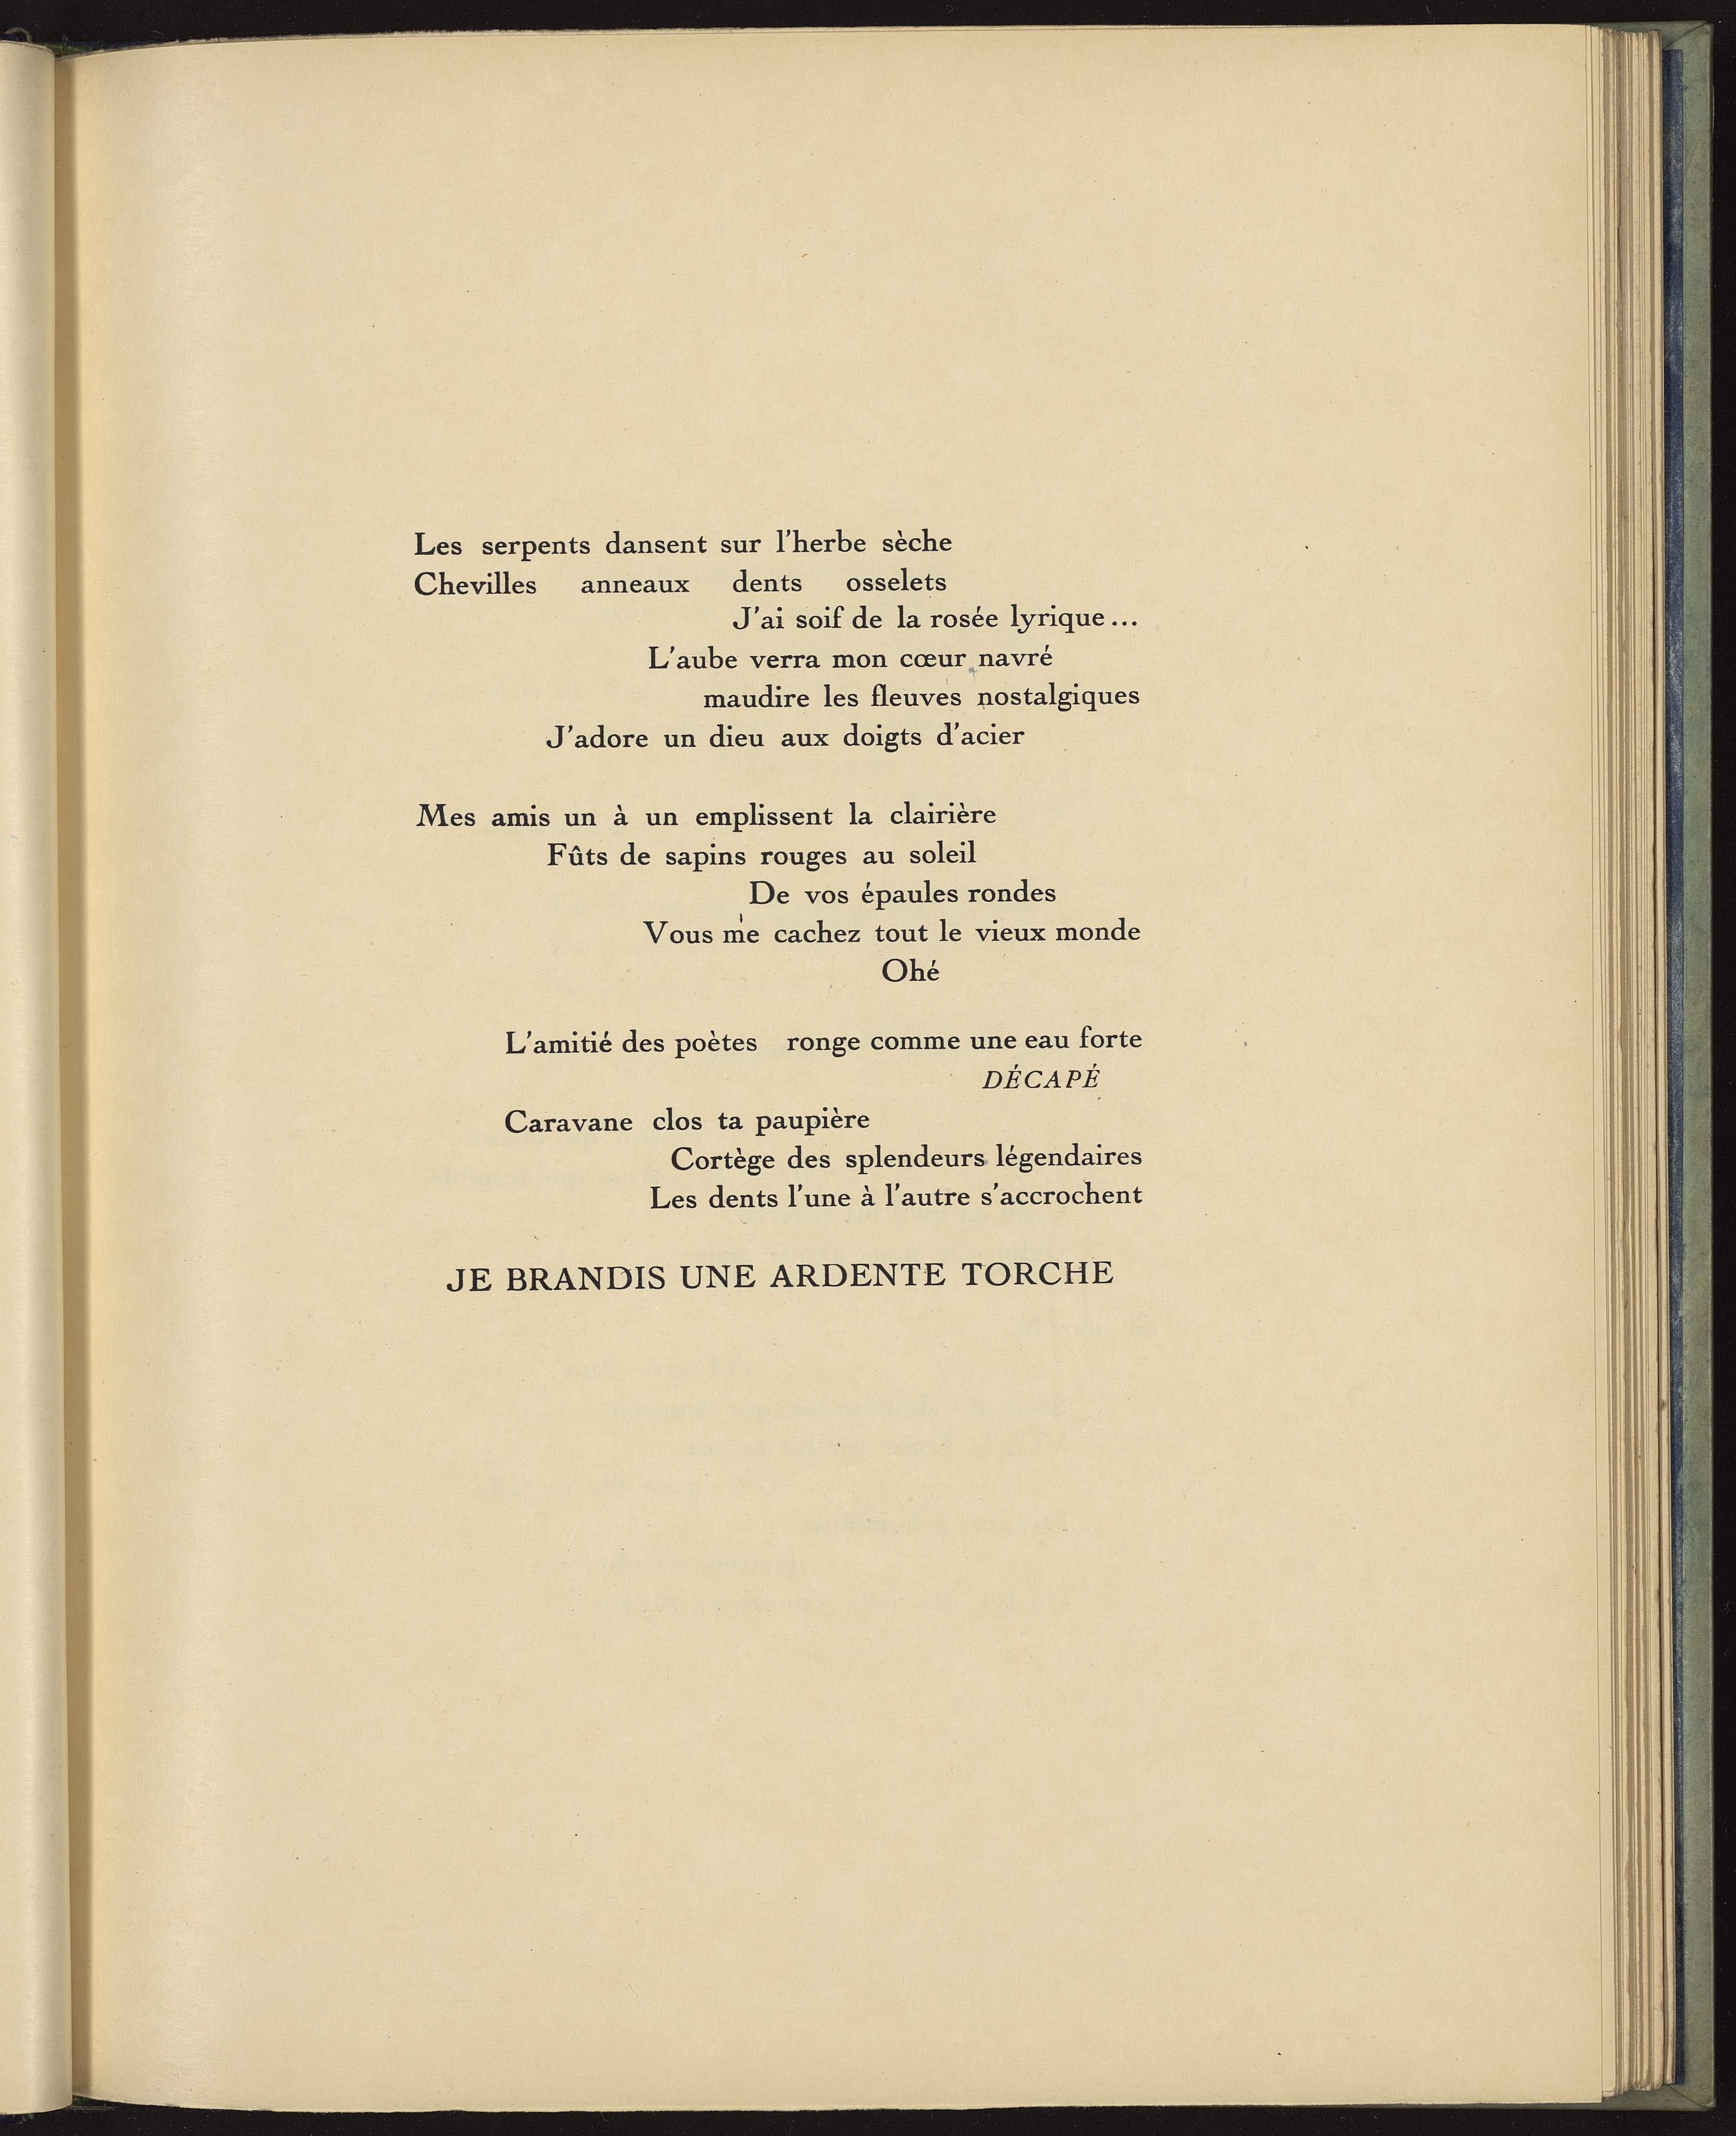 Les serpents dansent sur l'herbe sèche
Chevilles anneaux dents osselets
J'ai soif de la rosée lyrique...
L'aube verra mon cœur navré
maudire les fleuves nostalgiques
J'adore un dieu aux doigts d'acier
Mes amis un à un emplissent la clairière
Fûts de sapins rouges au soleil
De vos épaules rondes
Vous me cachez tout le vieux monde
Ohé
L'amitié des poètes ronge comme une eau forte
DÉCAPÉ
Caravane clos ta paupière
Cortège des splendeurs légendaires
Les dents l'une à l'autre s'accrochent
JE BRANDIS UNE ARDENTE TORCHE